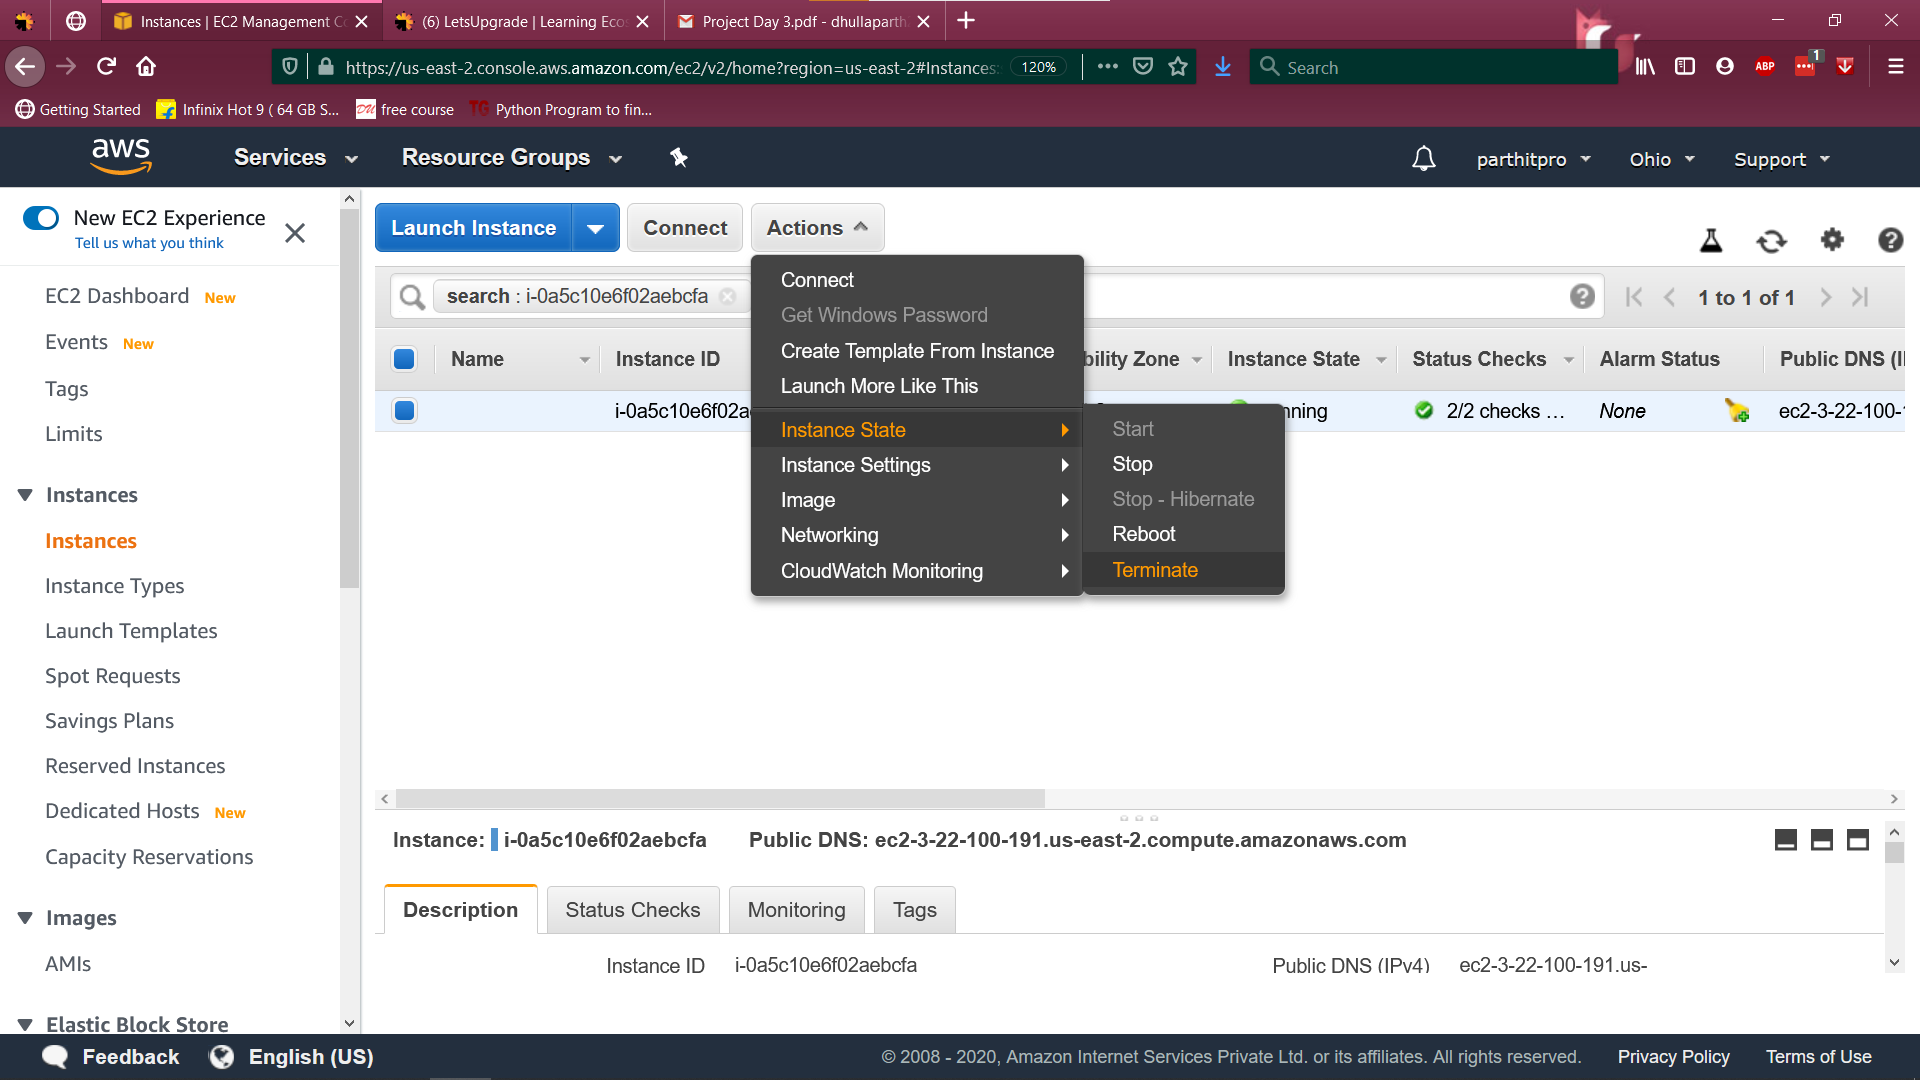 Instances | EC2 Management Co
(6) LetsUpgrade | Learning Ecos
Project Day 3.pdf - dhullaparth
https://us-east-2.console.aws.amazon.com/ec2/v2/home?region=us-east-2#Instances:
120%
Search
ABP
1
Getting Started
Infinix Hot 9 ( 64 GB S...
DU free course
TG Python Program to fin...
aws
Services
Resource Groups
parthitpro
Ohio
Support
New EC2 Experience
Tell us what you think
EC2 Dashboard New
Events New
Tags
Limits
Instances
Instances
Instance Types
Launch Templates
Spot Requests
Savings Plans
Reserved Instances
Dedicated Hosts New
Capacity Reservations
Images
AMIs
Elastic Block Store
Launch Instance
Connect
Actions
search : i-0a5c10e6f02aebcfa
1 to 1 of 1
Name
Instance ID
bility Zone
Instance State
Status Checks
Alarm Status
Public DNS (I
i-0a5c10e6f02a
nning
2/2 checks ...
None
ec2-3-22-100-1
Connect
Get Windows Password
Create Template From Instance
Launch More Like This
Instance State
Instance Settings
Image
Networking
CloudWatch Monitoring
Start
Stop
Stop - Hibernate
Reboot
Terminate
Instance: i-0a5c10e6f02aebcfa
Public DNS: ec2-3-22-100-191.us-east-2.compute.amazonaws.com
Description
Status Checks
Monitoring
Tags
Instance ID
i-0a5c10e6f02aebcfa
Public DNS (IPv4)
ec2-3-22-100-191.us-
Feedback
English (US)
© 2008 - 2020, Amazon Internet Services Private Ltd. or its affiliates. All rights reserved.
Privacy Policy
Terms of Use